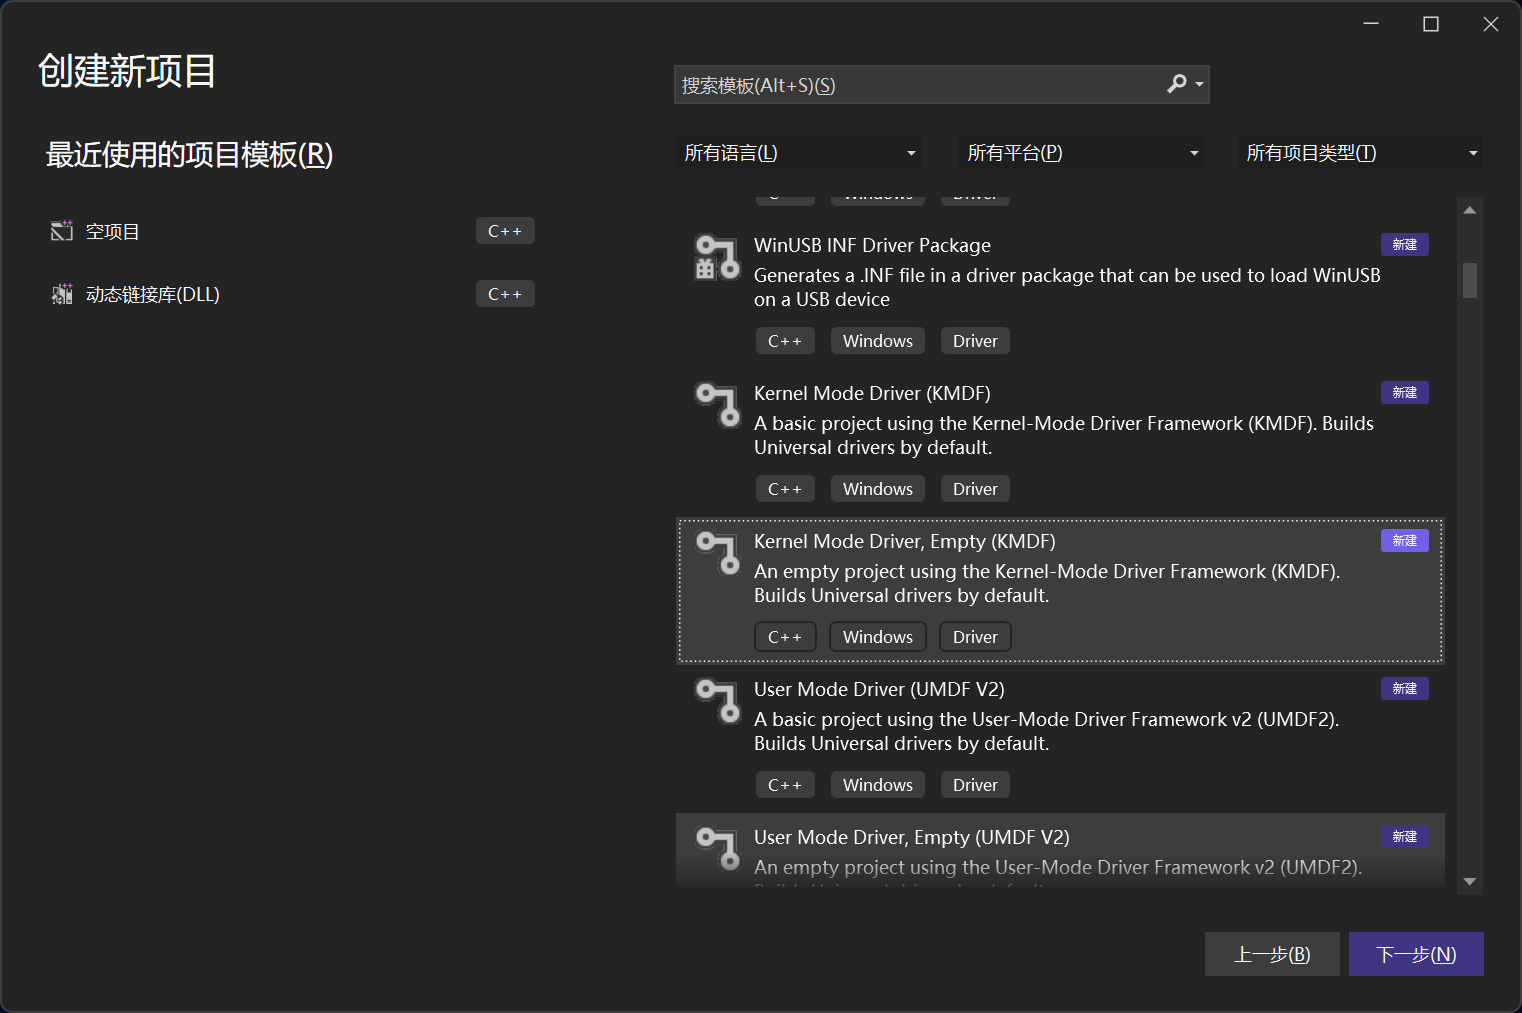 创建新项目
搜索模板(Alt+S)(S)
最近使用的项目模板(R)
所有语言(L)
所有平台(P)
所有项目类型(T)
空项目
C++
动态链接库(DLL)
C++
C++
Windows
Driver
WinUSB INF Driver Package
新建
Generates a .INF file in a driver package that can be used to load WinUSB
on a USB device
C++
Windows
Driver
Kernel Mode Driver (KMDF)
新建
A basic project using the Kernel-Mode Driver Framework (KMDF). Builds
Universal drivers by default.
C++
Windows
Driver
Kernel Mode Driver, Empty (KMDF)
新建
An empty project using the Kernel-Mode Driver Framework (KMDF).
Builds Universal drivers by default.
C++
Windows
Driver
User Mode Driver (UMDF V2)
新建
A basic project using the User-Mode Driver Framework v2 (UMDF2).
Builds Universal drivers by default.
C++
Windows
Driver
User Mode Driver, Empty (UMDF V2)
新建
An empty project using the User-Mode Driver Framework v2 (UMDF2).
上一步(B)
下一步(N)